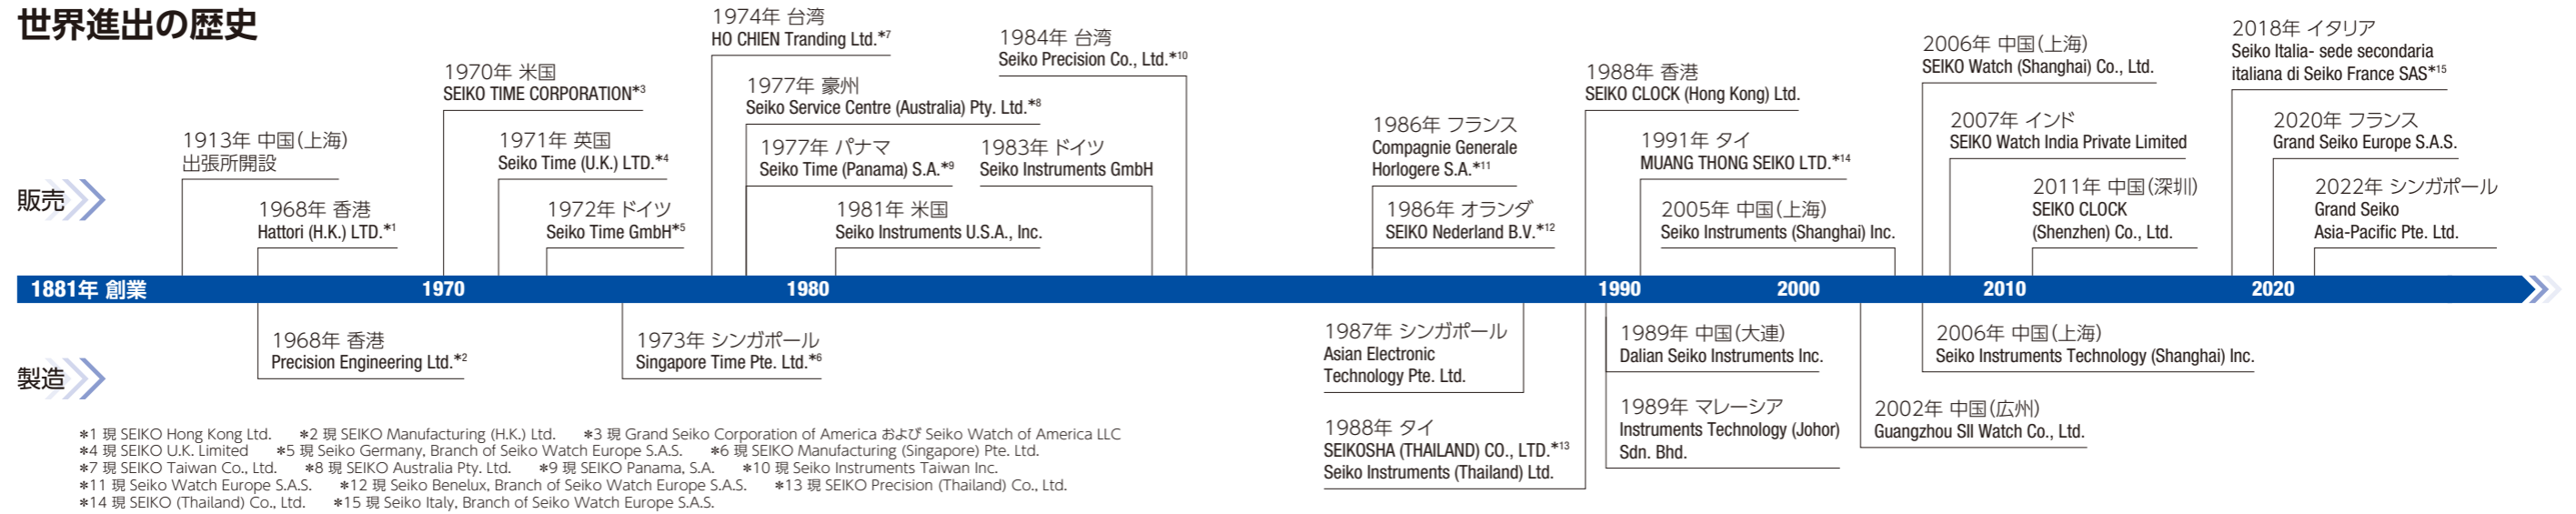 世界進出の歴史
販売
1913年 中国（上海）
出張所開設
1968年 香港
Hattori (H.K.) LTD.*1
1970年 米国
SEIKO TIME CORPORATION*3
1971年 英国
Seiko Time (U.K.) LTD.*4
1972年 ドイツ
Seiko Time GmbH*5
1974年 台湾
HO CHIEN Tranding Ltd.*7
1977年 豪州
Seiko Service Centre (Australia) Pty. Ltd.*8
1977年 パナマ
Seiko Time (Panama) S.A.*9
1981年 米国
Seiko Instruments U.S.A., Inc.
1983年 ドイツ
Seiko Instruments GmbH
1984年 台湾
Seiko Precision Co., Ltd.*10
1986年 フランス
Compagnie Generale
Horlogere S.A.*11
1986年 オランダ
SEIKO Nederland B.V.*12
1988年 香港
SEIKO CLOCK (Hong Kong) Ltd.
1991年 タイ
MUANG THONG SEIKO LTD.*14
2005年 中国（上海）
Seiko Instruments (Shanghai) Inc.
2006年 中国（上海）
SEIKO Watch (Shanghai) Co., Ltd.
2007年 インド
SEIKO Watch India Private Limited
2011年 中国（深圳）
SEIKO CLOCK
(Shenzhen) Co., Ltd.
2018年 イタリア
Seiko Italia- sede secondaria
italiana di Seiko France SAS*15
2020年 フランス
Grand Seiko Europe S.A.S.
2022年 シンガポール
Grand Seiko
Asia-Pacific Pte. Ltd.
1881年 創業 1970 1980 1990 2000 2010 2020
製造
1968年 香港
Precision Engineering Ltd.*2
1973年 シンガポール
Singapore Time Pte. Ltd.*6
1987年 シンガポール
Asian Electronic
Technology Pte. Ltd.
1988年 タイ
SEIKOSHA (THAILAND) CO., LTD.*13
Seiko Instruments (Thailand) Ltd.
1989年 中国（大連）
Dalian Seiko Instruments Inc.
1989年 マレーシア
Instruments Technology (Johor)
Sdn. Bhd.
2002年 中国（広州）
Guangzhou SII Watch Co., Ltd.
2006年 中国（上海）
Seiko Instruments Technology (Shanghai) Inc.
*1 現 SEIKO Hong Kong Ltd. *2 現 SEIKO Manufacturing (H.K.) Ltd. *3 現 Grand Seiko Corporation of America および Seiko Watch of America LLC
*4 現 SEIKO U.K. Limited *5 現 Seiko Germany, Branch of Seiko Watch Europe S.A.S. *6 現 SEIKO Manufacturing (Singapore) Pte. Ltd.
*7 現 SEIKO Taiwan Co., Ltd. *8 現 SEIKO Australia Pty. Ltd. *9 現 SEIKO Panama, S.A. *10 現 Seiko Instruments Taiwan Inc.
*11 現 Seiko Watch Europe S.A.S. *12 現 Seiko Benelux, Branch of Seiko Watch Europe S.A.S. *13 現 SEIKO Precision (Thailand) Co., Ltd.
*14 現 SEIKO (Thailand) Co., Ltd. *15 現 Seiko Italy, Branch of Seiko Watch Europe S.A.S.